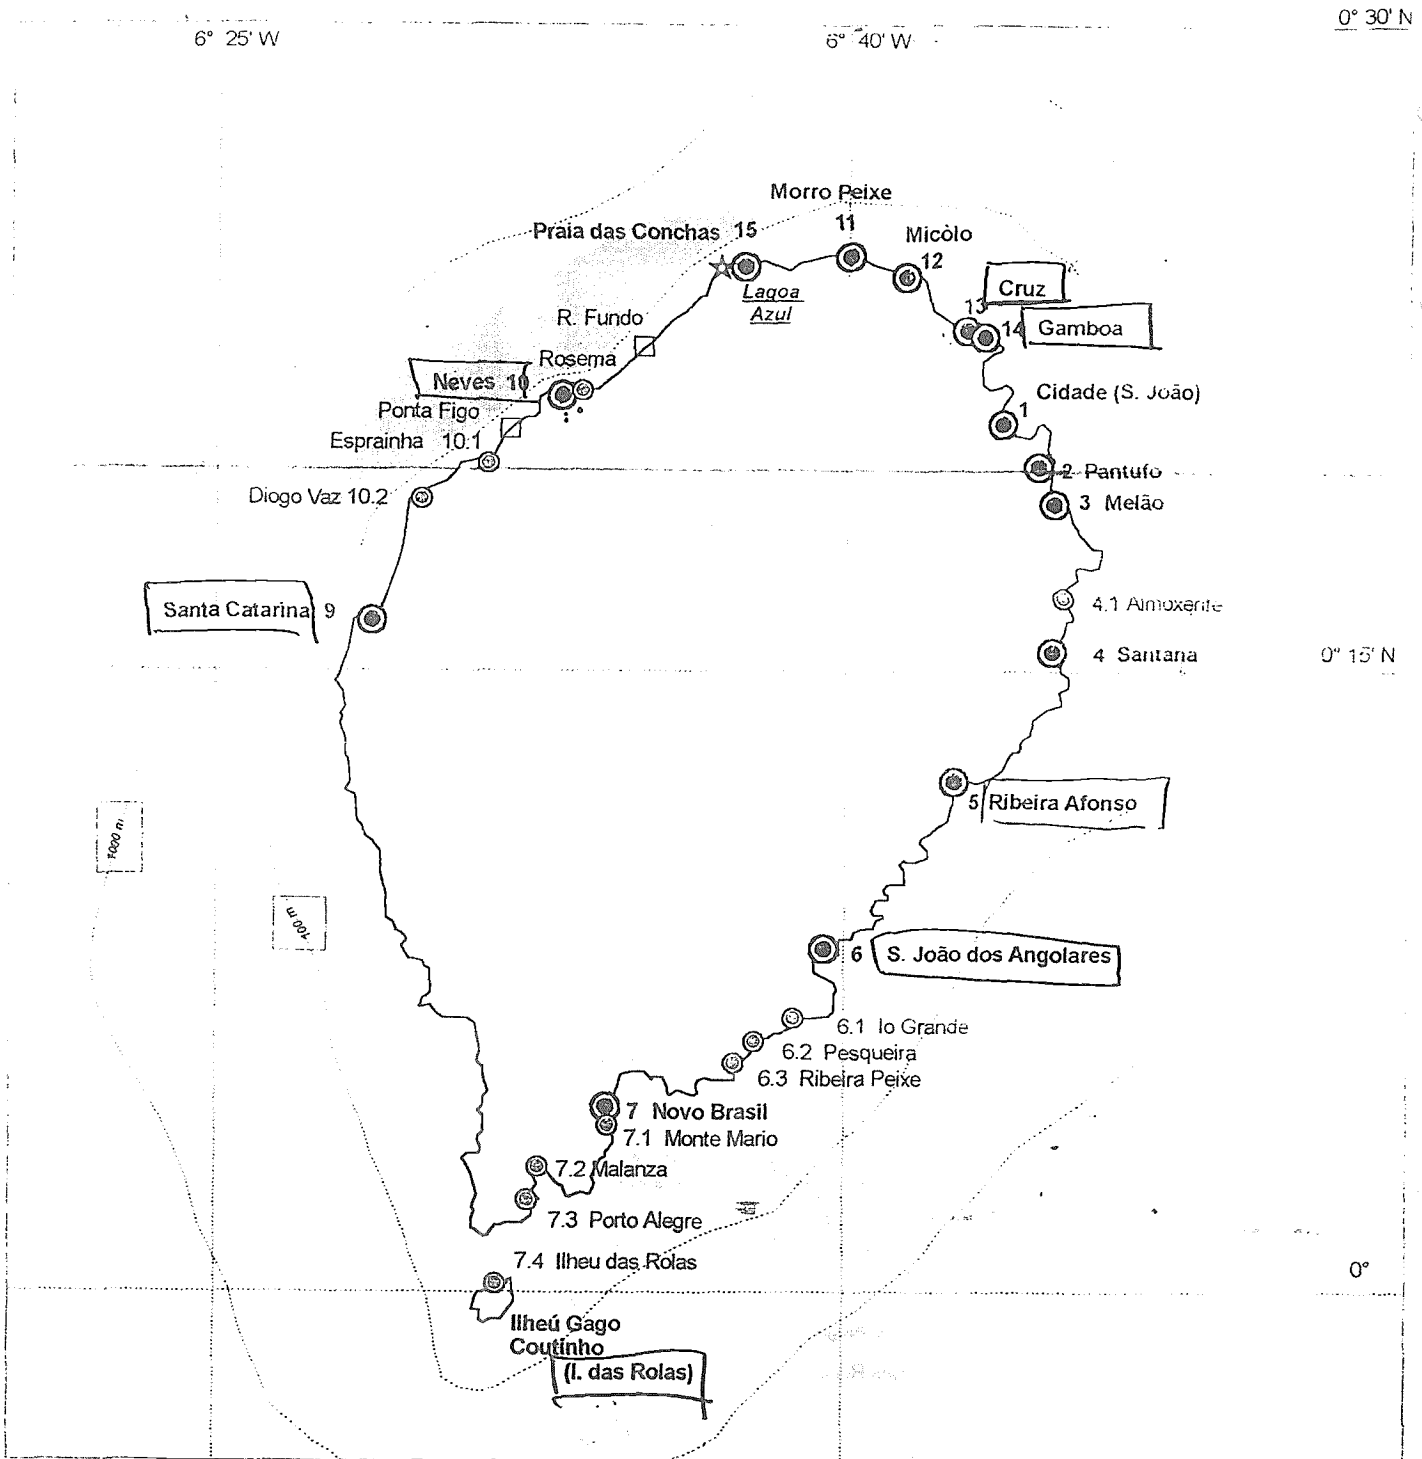 0° 30' N
6° 25' W
6° 40' W
Morro Peixe
11
Praia das Conchas 15
Micòlo
12
Lagoa
Azul
Cruz
13
14 Gamboa
R. Fundo
Rosema
Neves 10
Ponta Figo
Esprainha 10.1
Cidade (S. João)
1
2 Pantufo
Diogo Vaz 10.2
3 Melão
Santa Catarina 9
4.1 Almoxarife
4 Santana
0° 15' N
5 Ribeira Afonso
1000 m
100 m
6 S. João dos Angolares
6.1 Io Grande
6.2 Pesqueira
6.3 Ribeira Peixe
7 Novo Brasil
7.1 Monte Mario
7.2 Malanza
7.3 Porto Alegre
7.4 Ilheu das Rolas
0°
Ilheú Gago
Coutinho
(I. das Rolas)